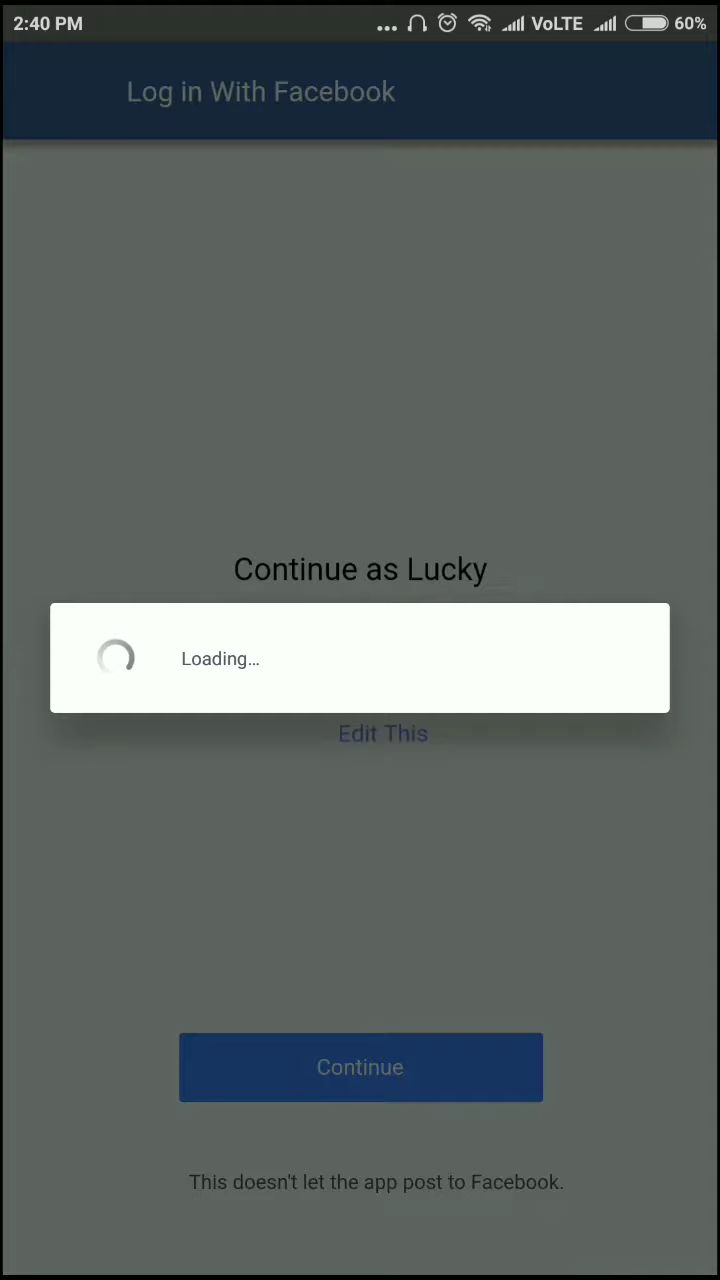 2:40 PM ... VoLTE 60%
Log in With Facebook
Continue as Lucky
Loading...
Edit This
Continue
This doesn't let the app post to Facebook.